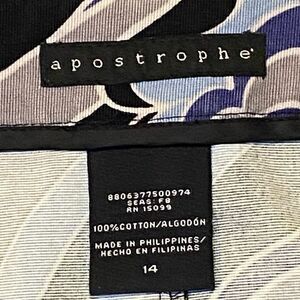 apostrophe
8806377500974
SEAS: F8
RN 15099
100%COTTON/ALGODÓN
MADE IN PHILIPPINES/
HECHO EN FILIPINAS
14